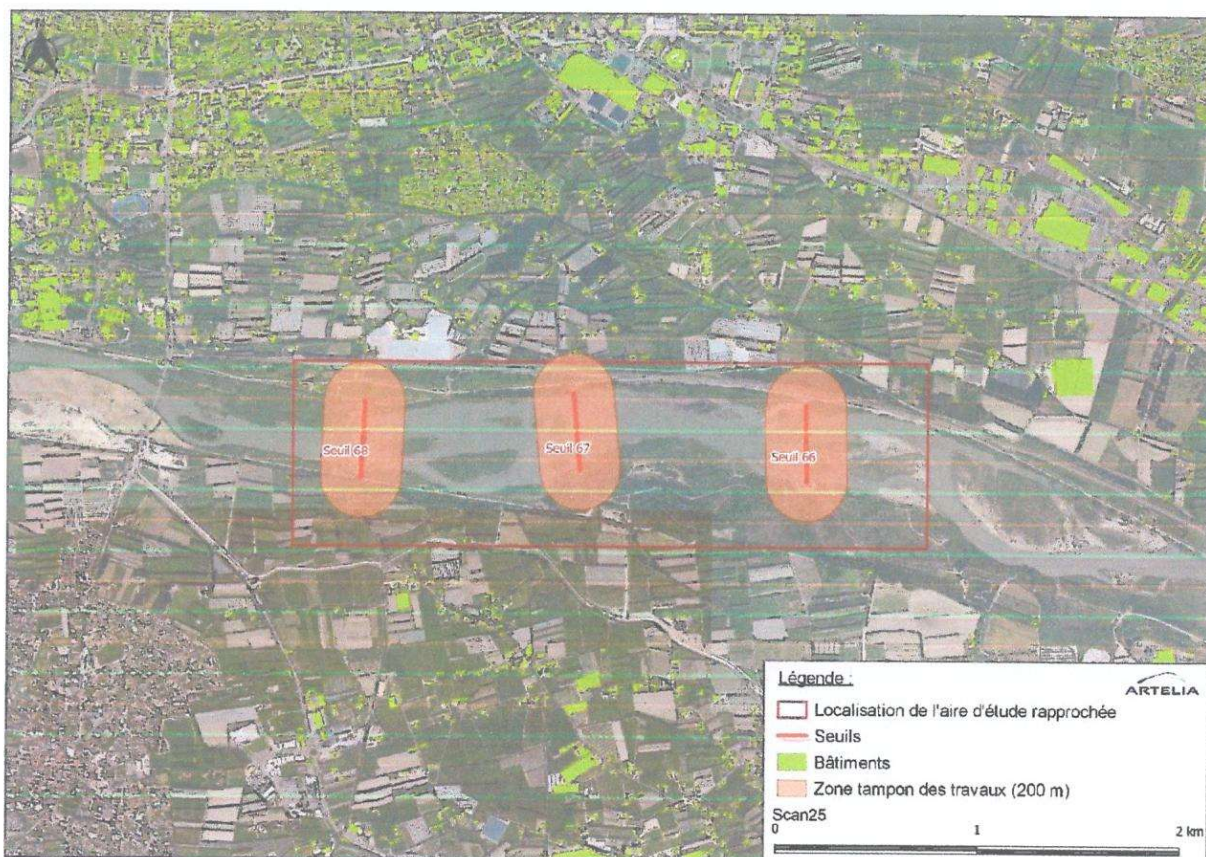 Seuil 68
Seuil 67
Seuil 66
Légende :
ARTELIA
Localisation de l'aire d'étude rapprochée
Seuils
Bâtiments
Zone tampon des travaux (200 m)
Scan25
0 1 2 km